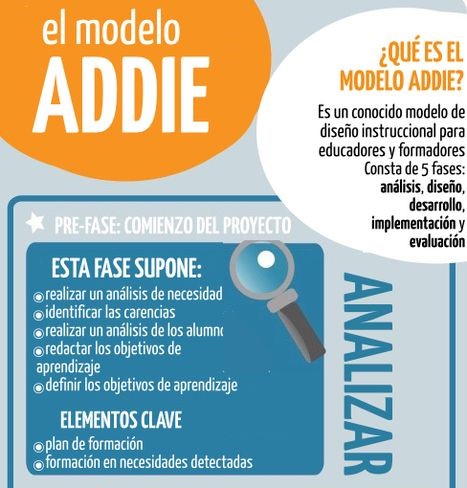 el modelo
ADDIE
¿QUÉ ES EL
MODELO ADDIE?
Es un conocido modelo de
diseño instruccional para
educadores y formadores
Consta de 5 fases:
análisis, diseño,
desarrollo,
implementación y
evaluación
PRE-FASE: COMIENZO DEL PROYECTO
ESTA FASE SUPONE:
realizar un análisis de necesidad
identificar las carencias
realizar un análisis de los alumno
redactar los objetivos de
aprendizaje
definir los objetivos de aprendizaje
ELEMENTOS CLAVE
plan de formación
formación en necesidades detectadas
ANALIZAR